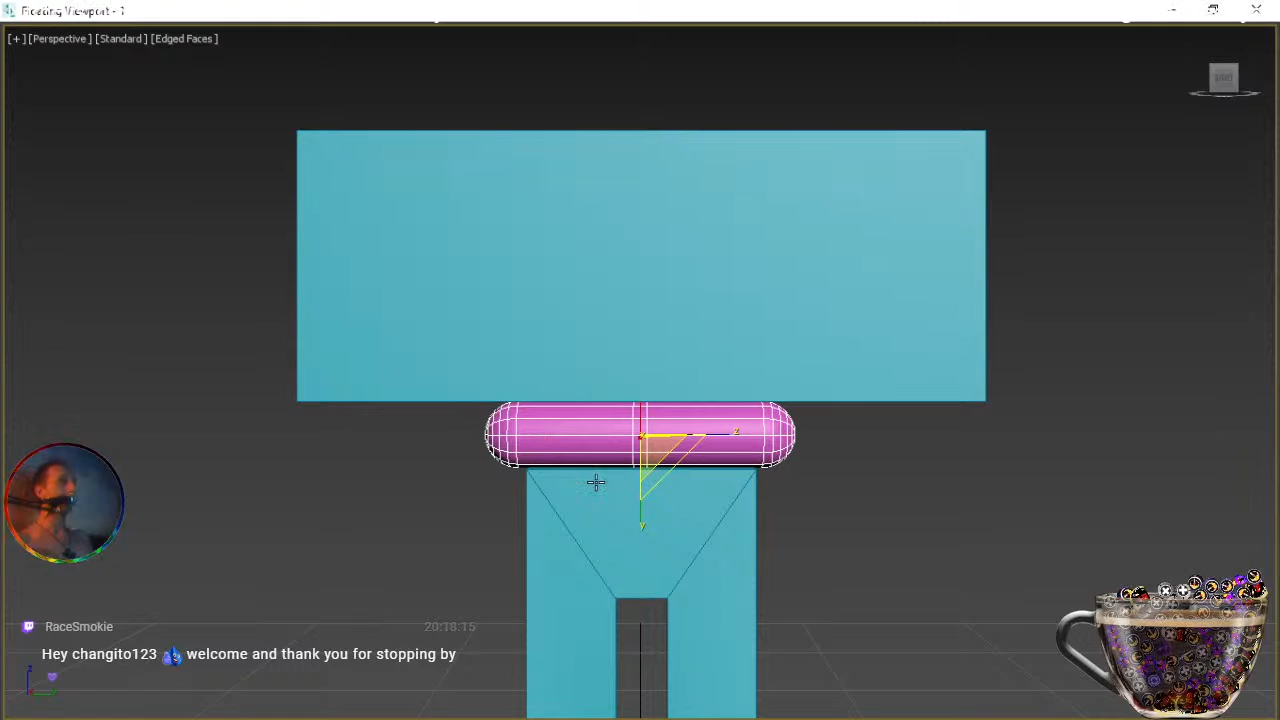 Floating Viewport - 1
[+] [Perspective] [Standard] [Edged Faces]
z
y
RaceSmokie
20:18:15
Hey changito123 welcome and thank you for stopping by
z